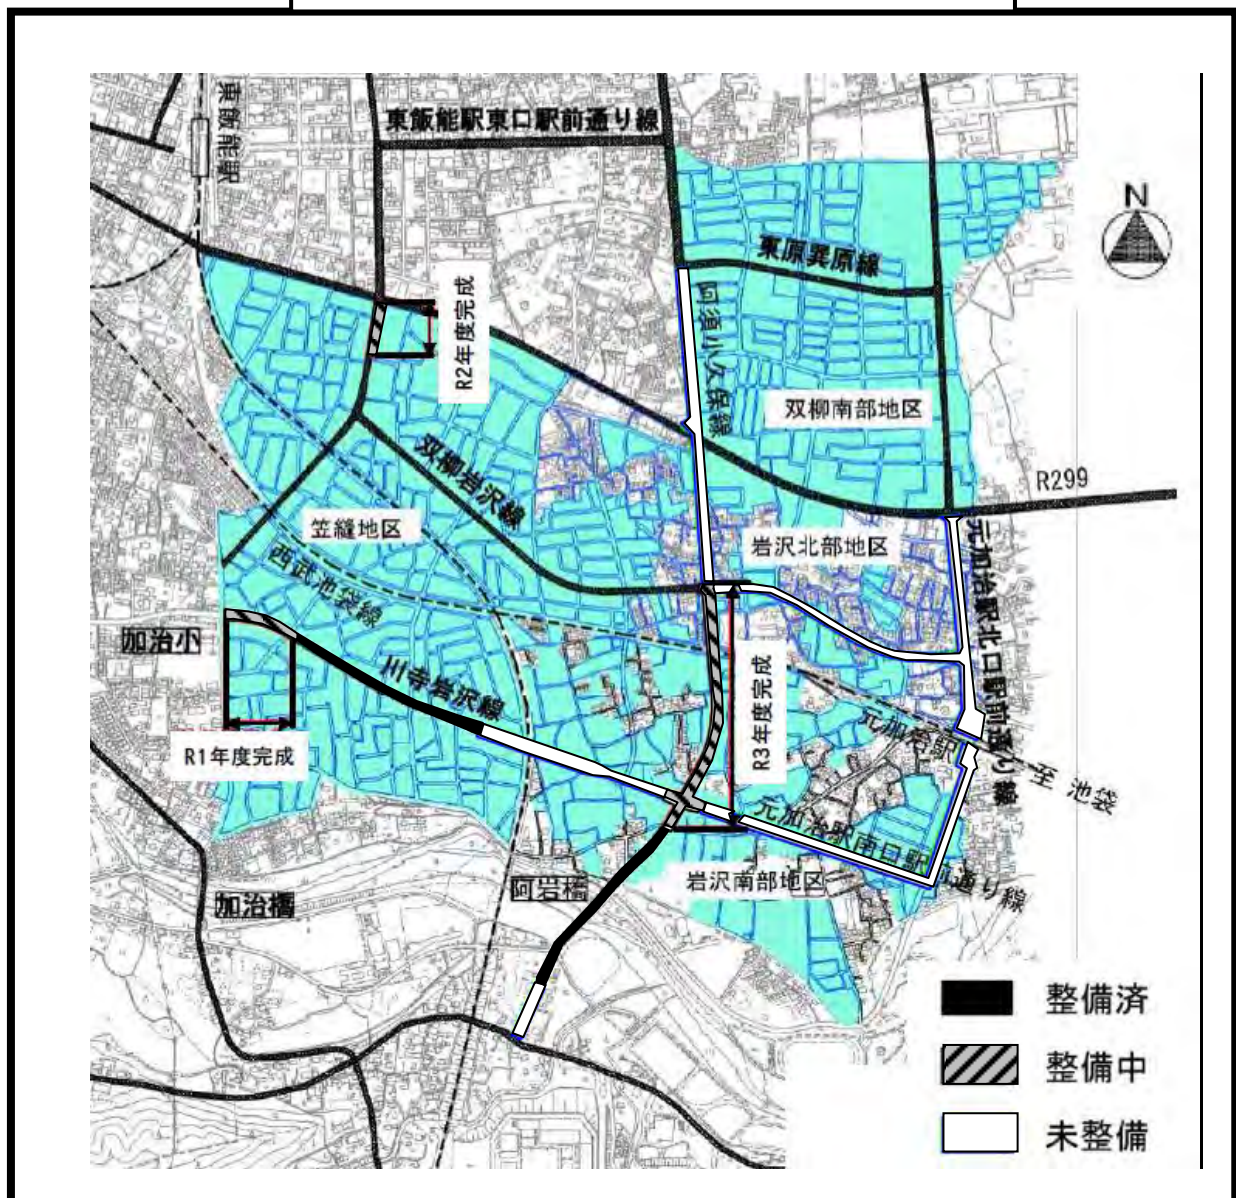 東飯能駅
東飯能駅東口駅前通り線
N
東原巽原線
阿須小久保線
R2年度完成
双柳南部地区
双柳岩沢線
R299
笠縫地区
岩沢北部地区
西武池袋線
元加治駅北口駅前通り線
加治小
川寺岩沢線
R3年度完成
元加治駅
R1年度完成
至 池袋
元加治駅南口駅前通り線
岩沢南部地区
阿岩橋
加治橋
整備済
整備中
未整備